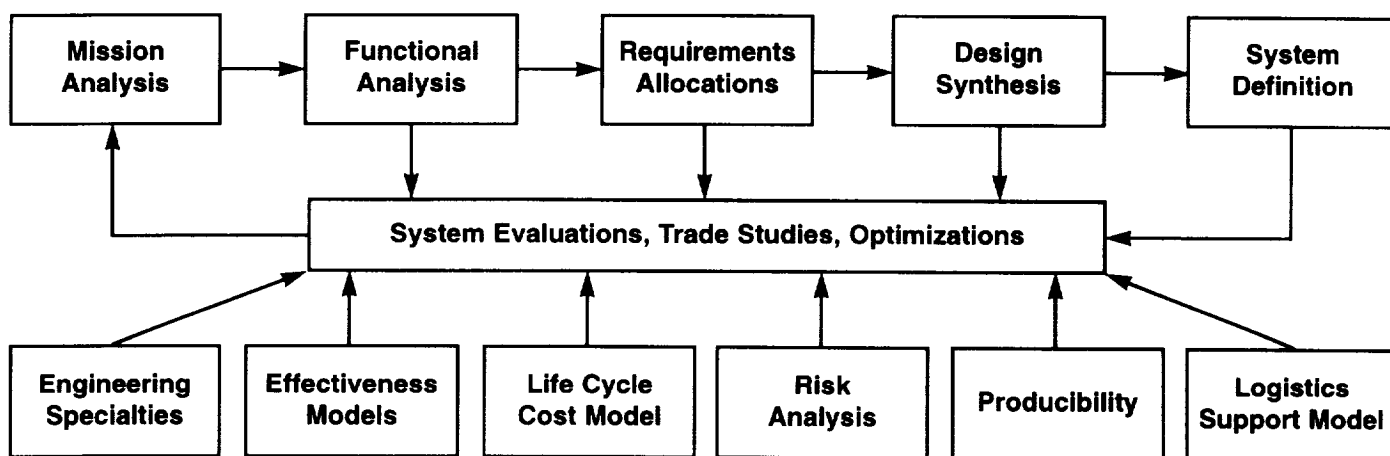 Mission
Analysis
Functional
Analysis
Requirements
Allocations
Design
Synthesis
System
Definition
System Evaluations, Trade Studies, Optimizations
Engineering
Specialties
Effectiveness
Models
Life Cycle
Cost Model
Risk
Analysis
Producibility
Logistics
Support Model